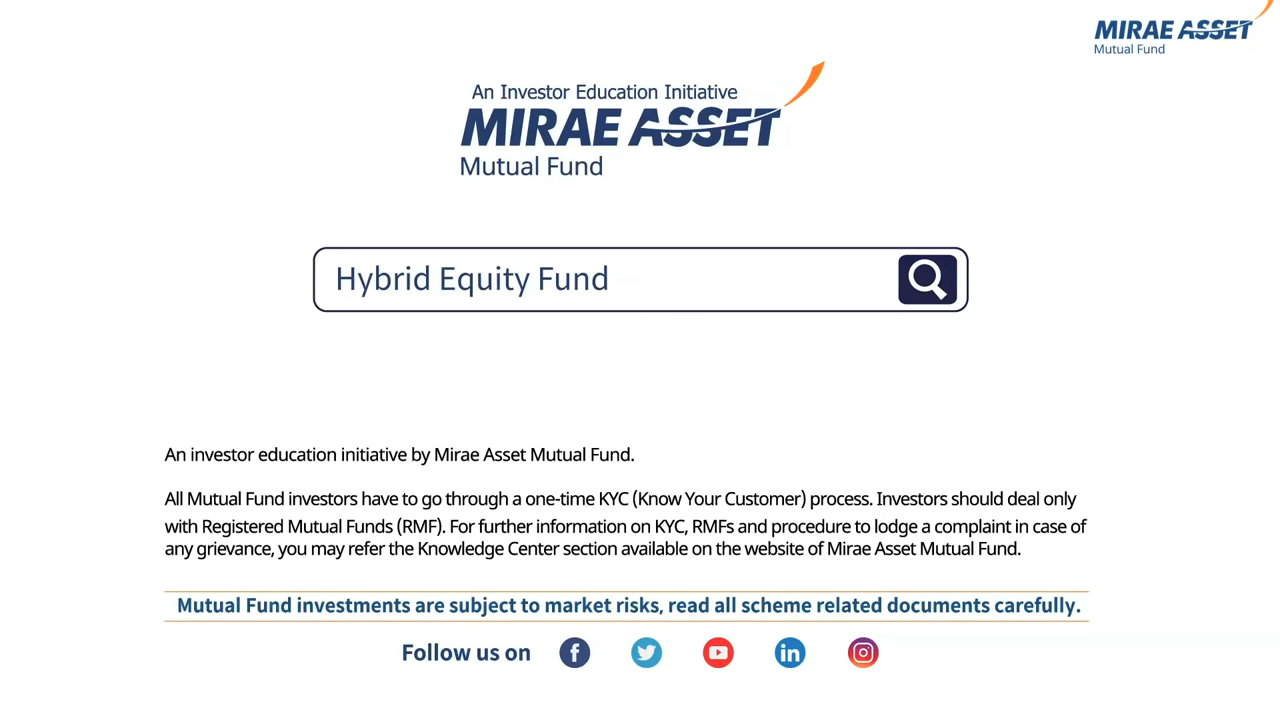 MIRAE ASSET
Mutual Fund
An Investor Education Initiative
MIRAE ASSET
Mutual Fund
Hybrid Equity Fund
An investor education initiative by Mirae Asset Mutual Fund.
All Mutual Fund investors have to go through a one-time KYC (Know Your Customer) process. Investors should deal only
with Registered Mutual Funds (RMF). For further information on KYC, RMFs and procedure to lodge a complaint in case of
any grievance, you may refer the Knowledge Center section available on the website of Mirae Asset Mutual Fund.
Mutual Fund investments are subject to market risks, read all scheme related documents carefully.
Follow us on